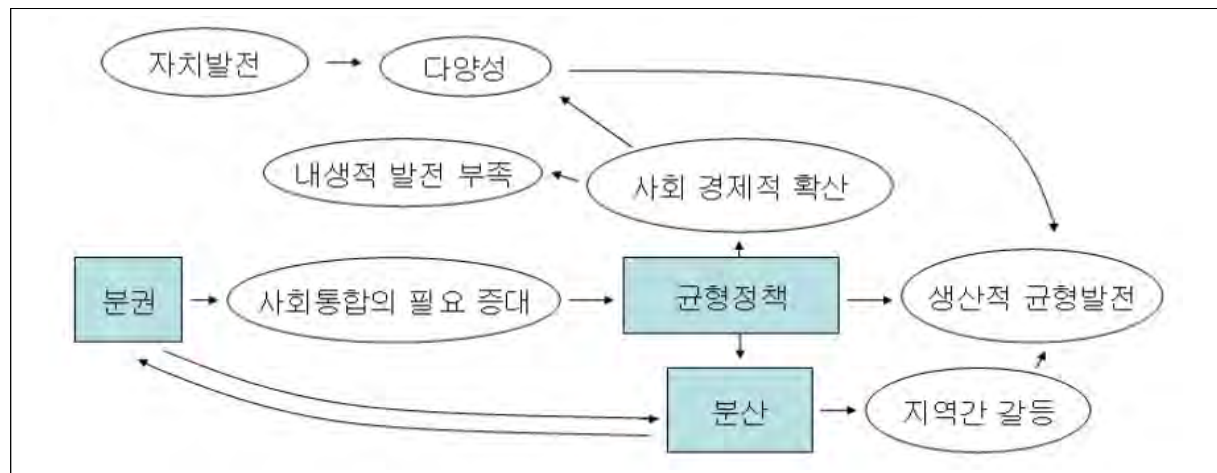 자치발전
다양성
내생적 발전 부족
사회 경제적 확산
분권
사회통합의 필요 증대
균형정책
생산적 균형발전
분산
지역간 갈등